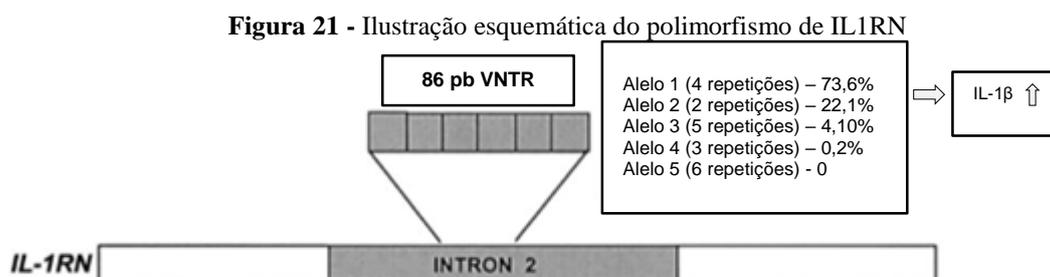 Figura 21 - Ilustração esquemática do polimorfismo de IL1RN
86 pb VNTR
Alelo 1 (4 repetições) – 73,6%
Alelo 2 (2 repetições) – 22,1%
Alelo 3 (5 repetições) – 4,10%
Alelo 4 (3 repetições) – 0,2%
Alelo 5 (6 repetições) - 0
IL-1β ⇧
IL-1RN
INTRON 2